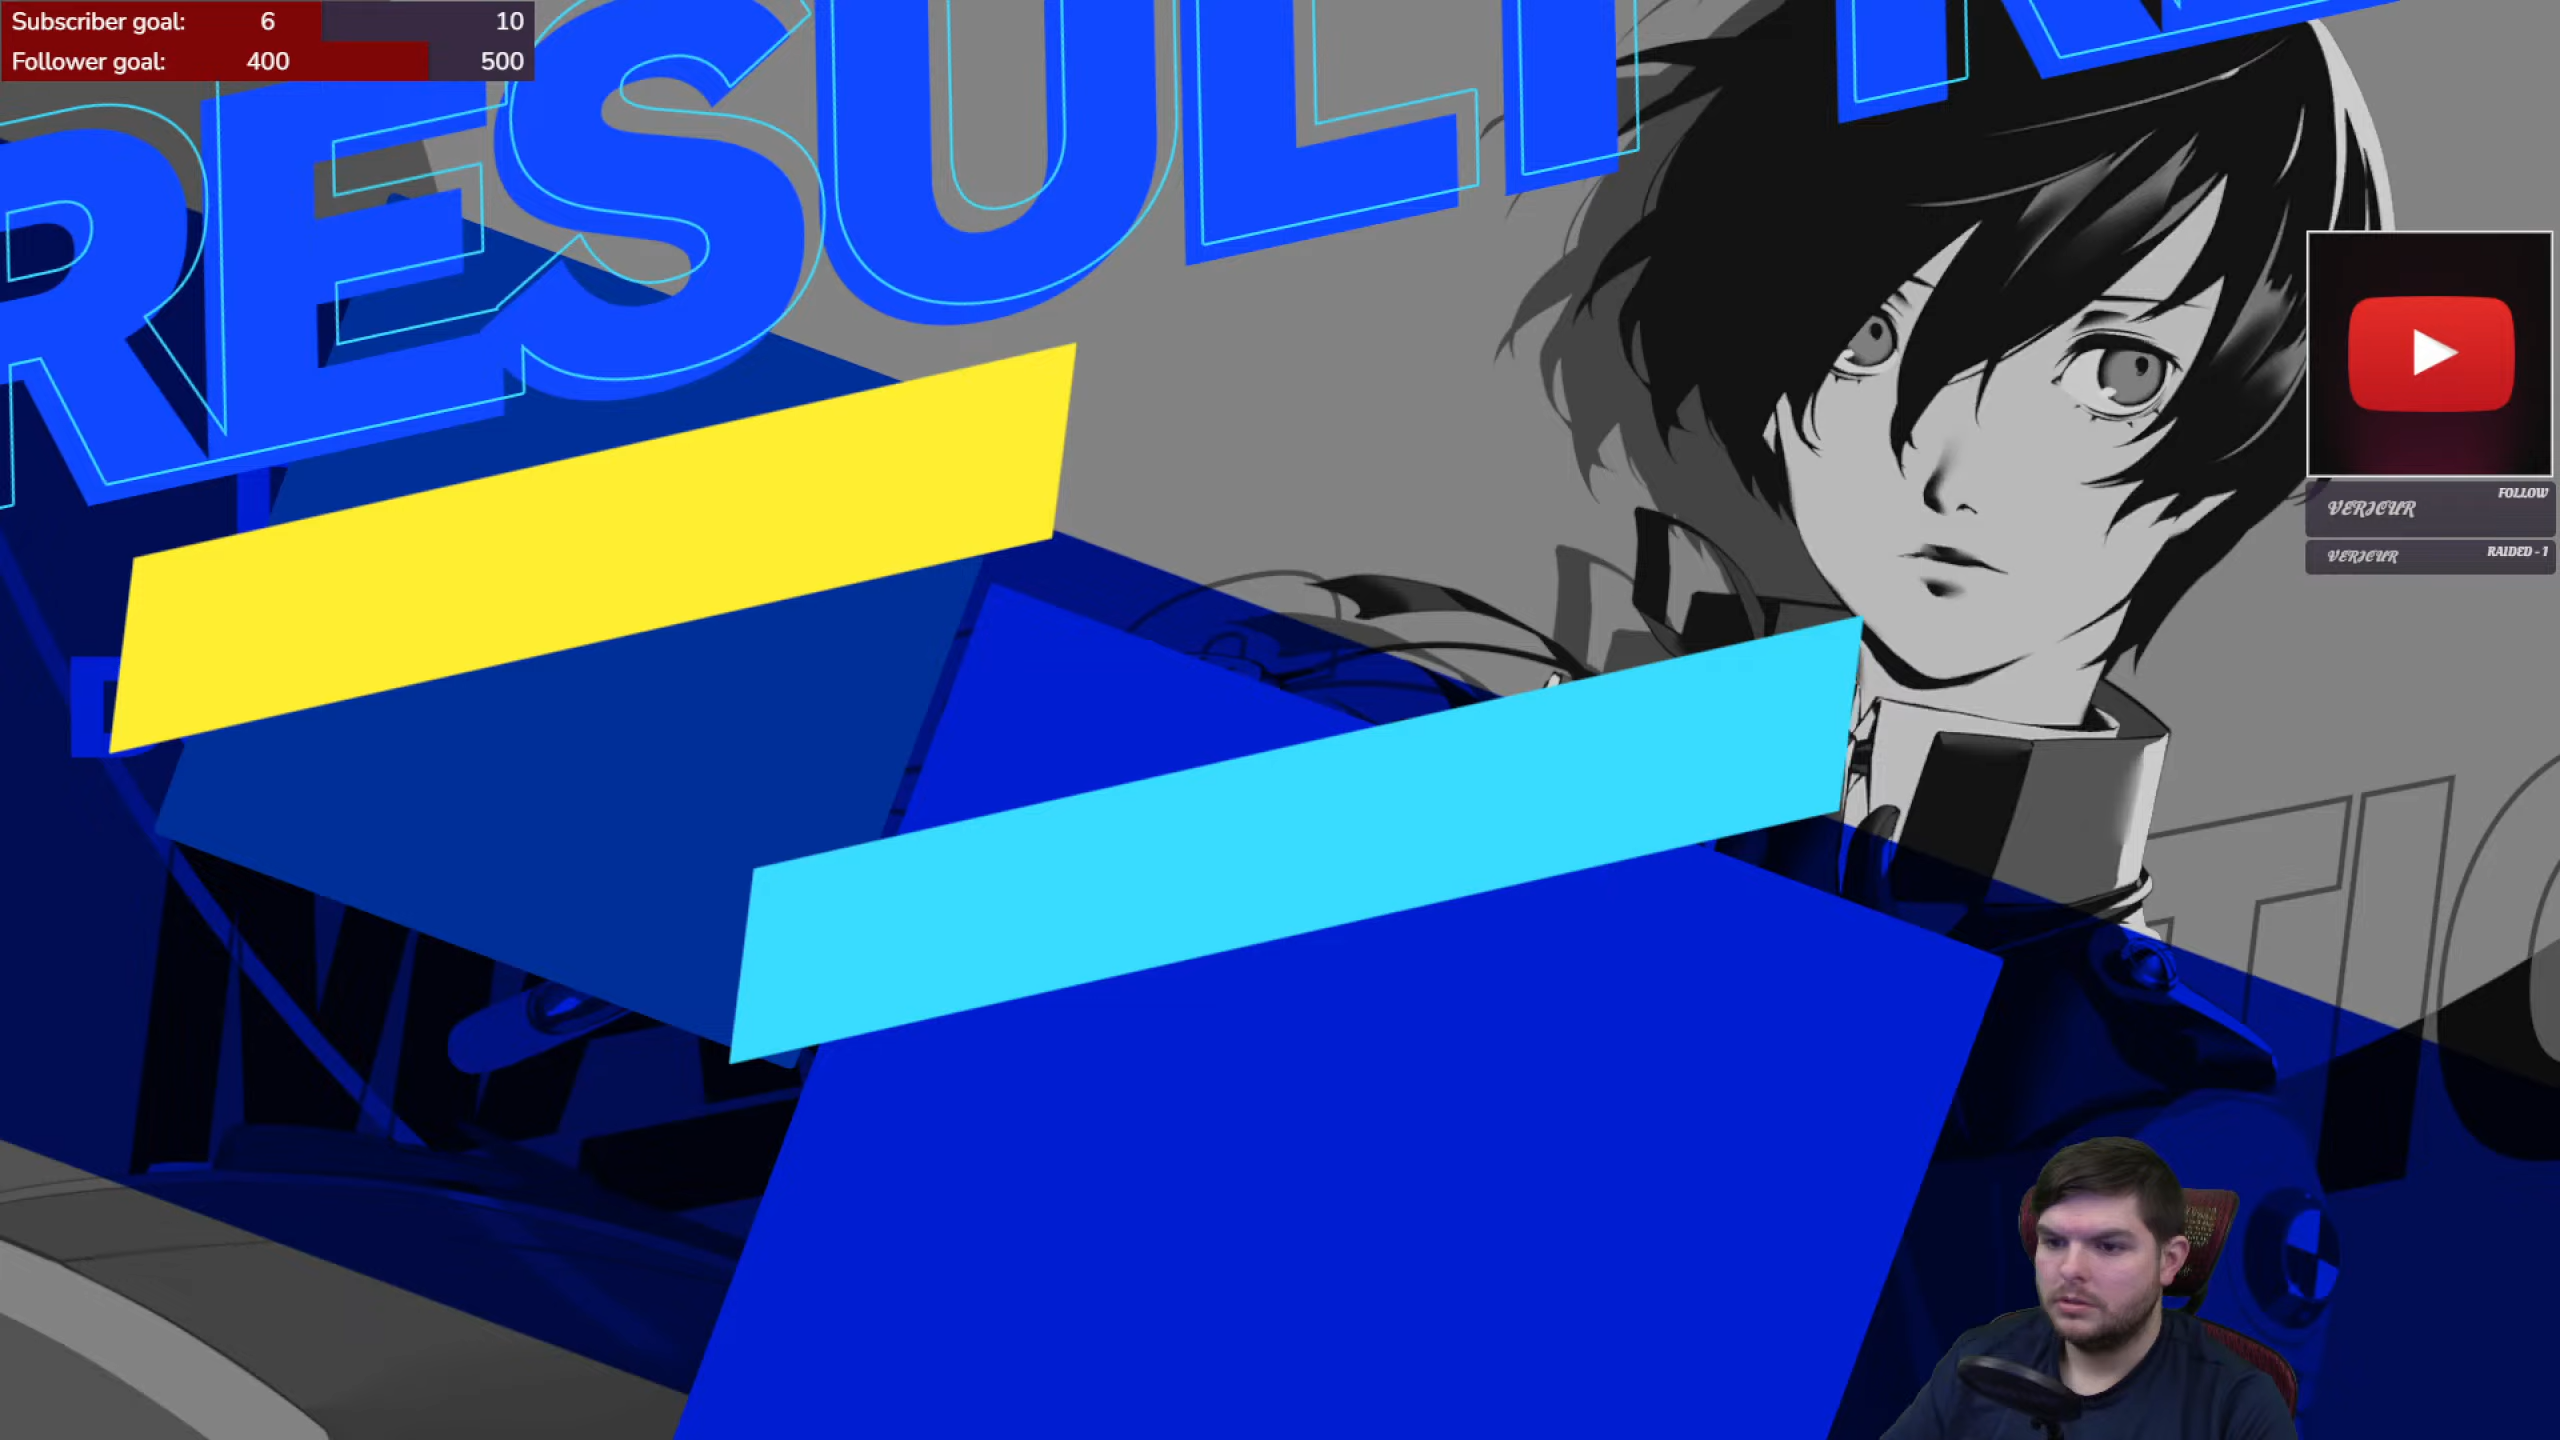 Subscriber goal: 6 10
Follower goal: 400 500
RESULT
FOLLOW
VERICUR
VERICUR RAIDED - 1